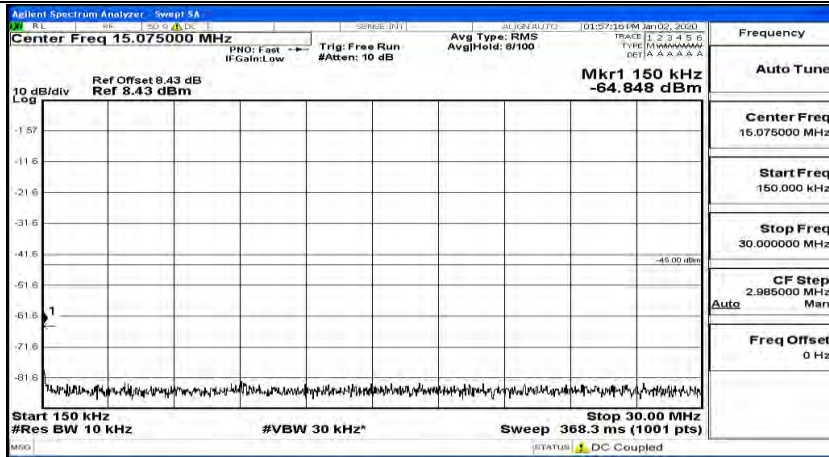 Agilent Spectrum Analyzer - Swept SA
RL RF 50 Ω DC SENSE:INT ALIGN AUTO 01:57:16 PM Jan 02, 2020
Center Freq 15.075000 MHz
PNO: Fast
IFGain:Low
Trig: Free Run
#Atten: 10 dB
Avg Type: RMS
Avg|Hold: 8/100
TRACE 1 2 3 4 5 6
TYPE M WWWWW
DET A A A A A A
Ref Offset 8.43 dB
10 dB/div Ref 8.43 dBm
Log
Mkr1 150 kHz
-64.848 dBm
-1.57
-11.6
-21.6
-31.6
-41.6
-45.00 dBm
-51.6
-61.6
1
-71.6
-81.6
Start 150 kHz
Stop 30.00 MHz
#Res BW 10 kHz
#VBW 30 kHz*
Sweep 368.3 ms (1001 pts)
MSG
STATUS DC Coupled
Frequency
Auto Tune
Center Freq
15.075000 MHz
Start Freq
150.000 kHz
Stop Freq
30.000000 MHz
CF Step
2.985000 MHz
Auto Man
Freq Offset
0 Hz